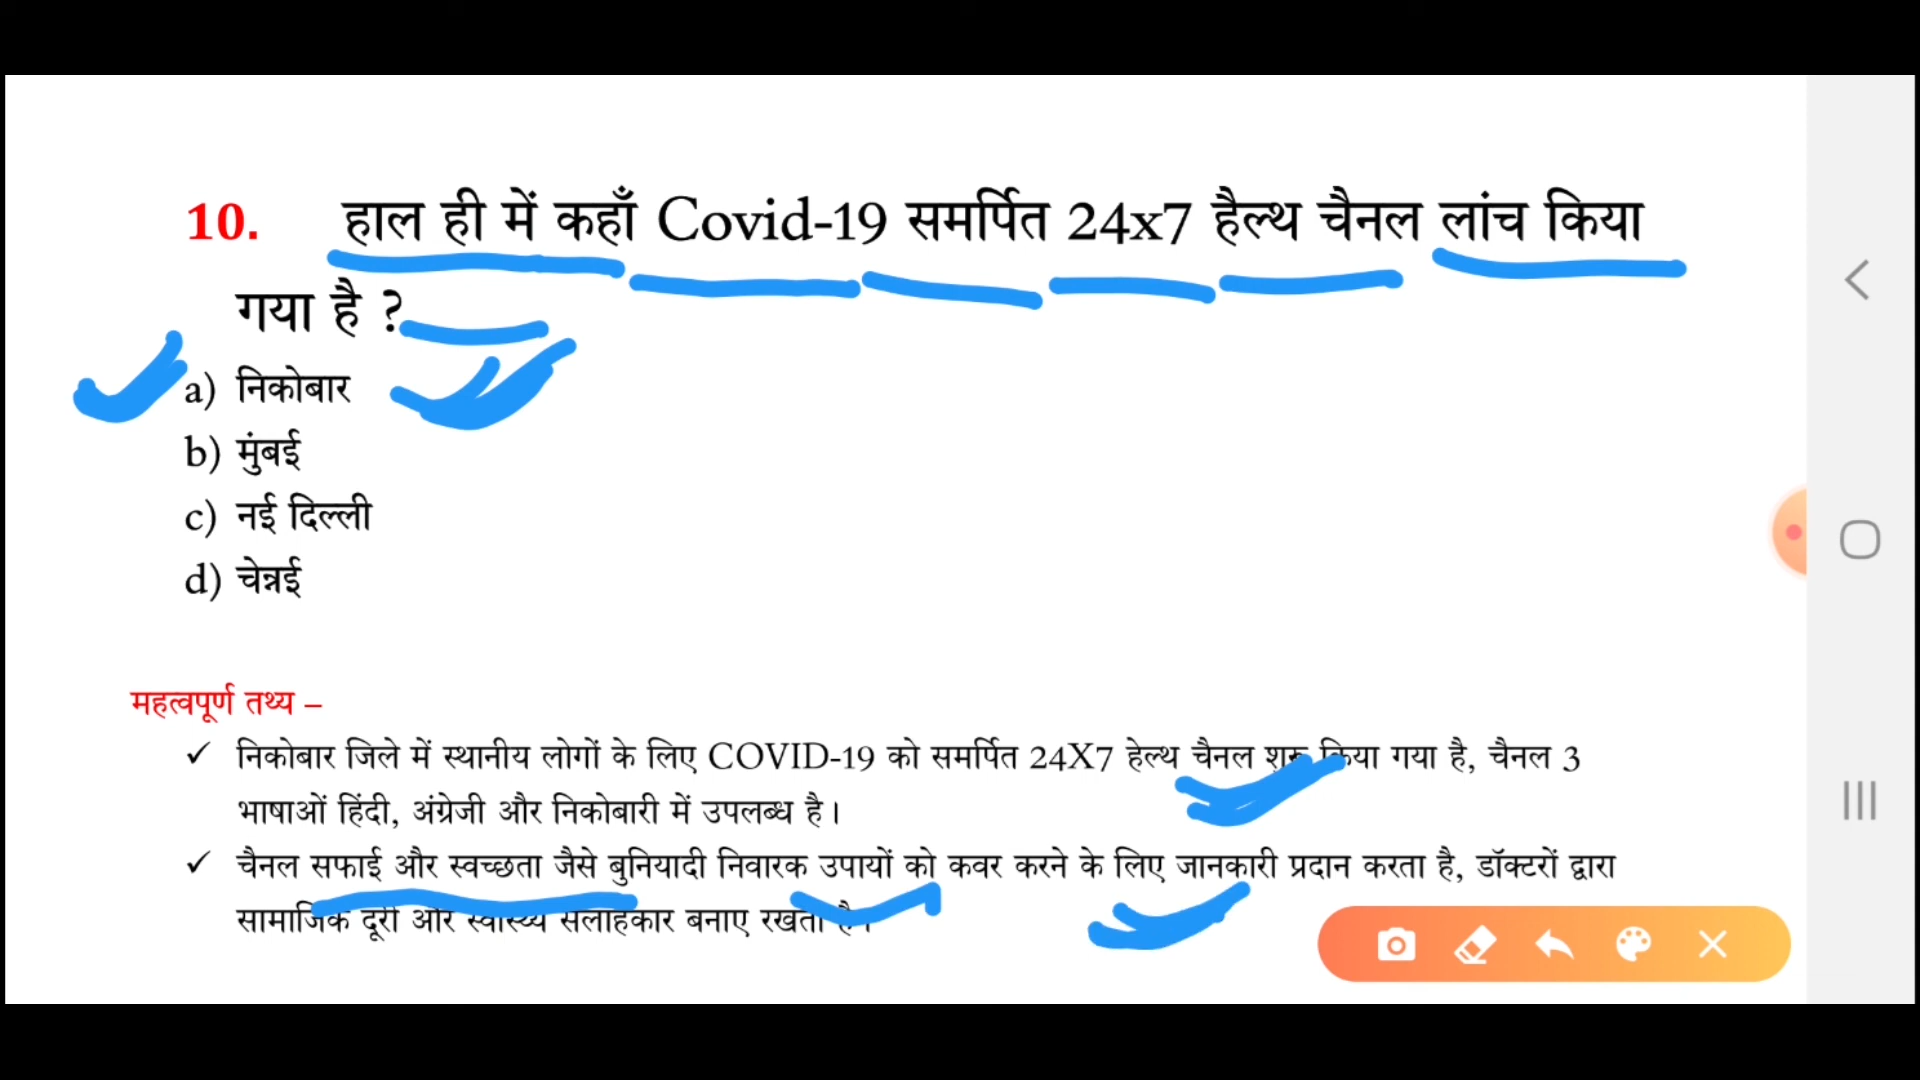 10. हाल ही में कहाँ Covid-19 समर्पित 24x7 हैल्थ चैनल लांच किया
गया है ?
a) निकोबार
b) मुंबई
c) नई दिल्ली
d) चेन्नई
महत्वपूर्ण तथ्य –
✓ निकोबार जिले में स्थानीय लोगों के लिए COVID-19 को समर्पित 24X7 हेल्थ चैनल शुरू किया गया है, चैनल 3
भाषाओं हिंदी, अंग्रेजी और निकोबारी में उपलब्ध है।
✓ चैनल सफाई और स्वच्छता जैसे बुनियादी निवारक उपायों को कवर करने के लिए जानकारी प्रदान करता है, डॉक्टरों द्वारा
सामाजिक दूरी और स्वास्थ्य सलाहकार बनाए रखता है।